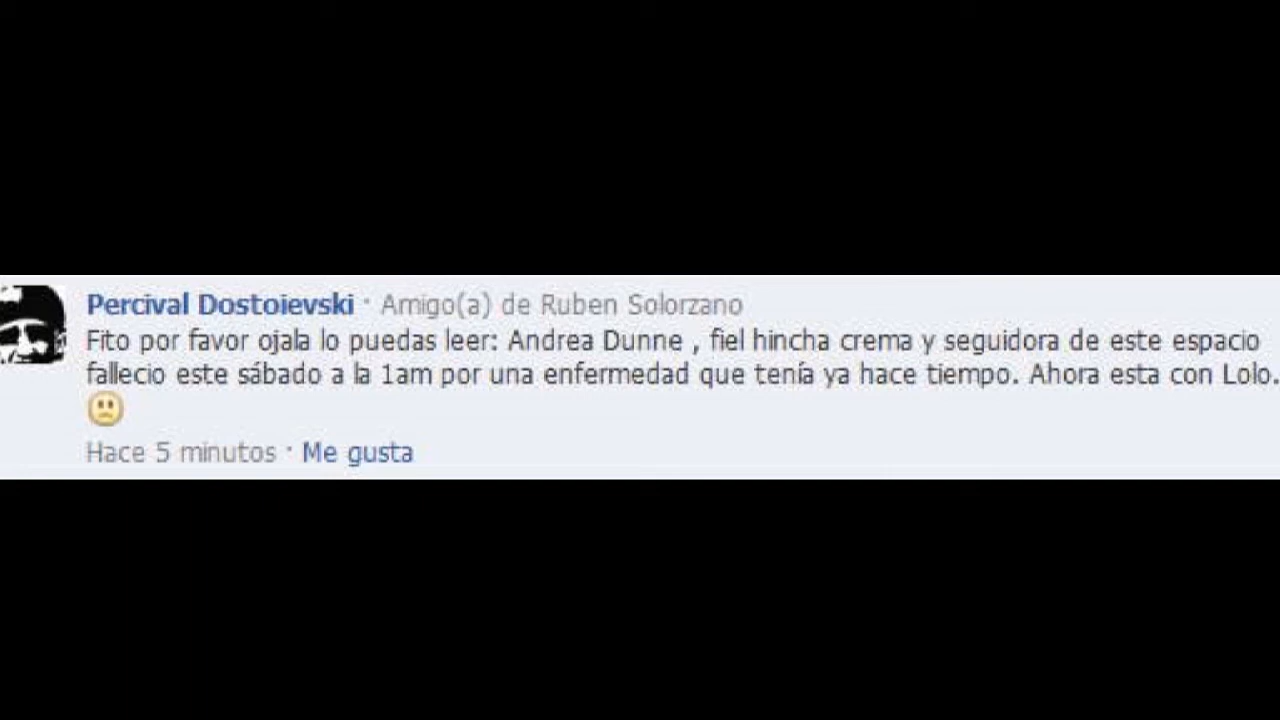 Percival Dostoievski · Amigo(a) de Ruben Solorzano
Fito por favor ojala lo puedas leer: Andrea Dunne , fiel hincha crema y seguidora de este espacio
fallecio este sábado a la 1am por una enfermedad que tenía ya hace tiempo. Ahora esta con Lolo.
Hace 5 minutos · Me gusta